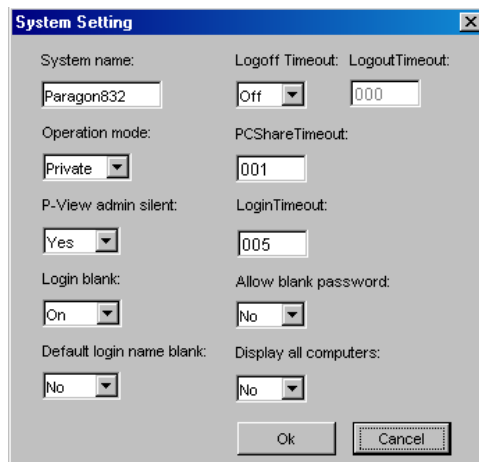 System Setting
System name:
Logoff Timeout: LogoutTimeout:
Paragon832
Off
000
Operation mode:
PCShareTimeout:
Private
001
P-View admin silent:
LoginTimeout:
Yes
005
Login blank:
Allow blank password:
On
No
Default login name blank:
Display all computers:
No
No
Ok
Cancel